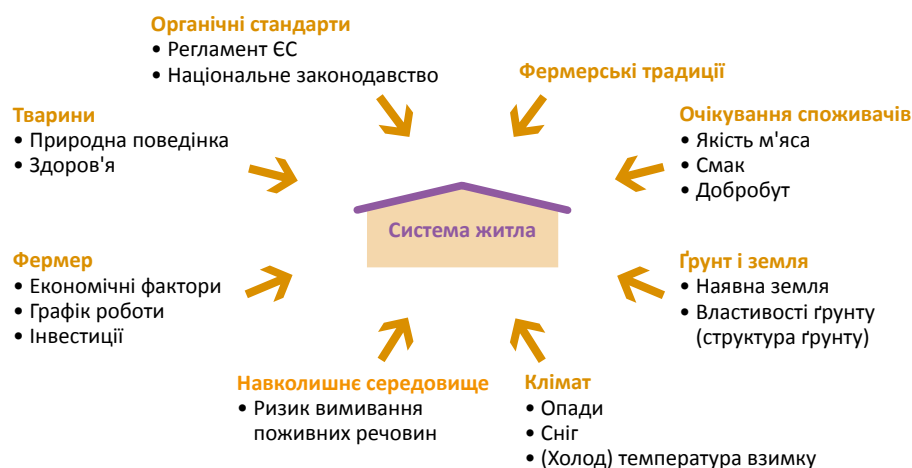 Органічні стандарти
• Регламент ЄС
• Національне законодавство
Фермерські традиції
Тварини
• Природна поведінка
• Здоров'я
Очікування споживачів
• Якість м'яса
• Смак
• Добробут
Система житла
Фермер
• Економічні фактори
• Графік роботи
• Інвестиції
Ґрунт і земля
• Наявна земля
• Властивості ґрунту
(структура ґрунту)
Навколишнє середовище
• Ризик вимивання
поживних речовин
Клімат
• Опади
• Сніг
• (Холод) температура взимку